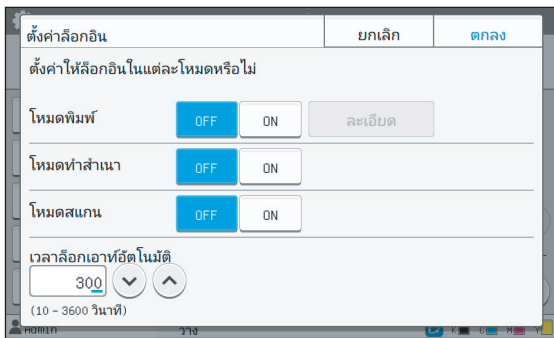 ตั้งค่าล็อกอิน ยกเลิก ตกลง
ตั้งค่าให้ล็อกอินในแต่ละโหมดหรือไม่
โหมดพิมพ์ OFF ON ละเอียด
โหมดทำสำเนา OFF ON
โหมดสแกน OFF ON
เวลาล็อกเอาท์อัตโนมัติ
300
(10 - 3600 วินาที)
Admin ว่าง K C M Y